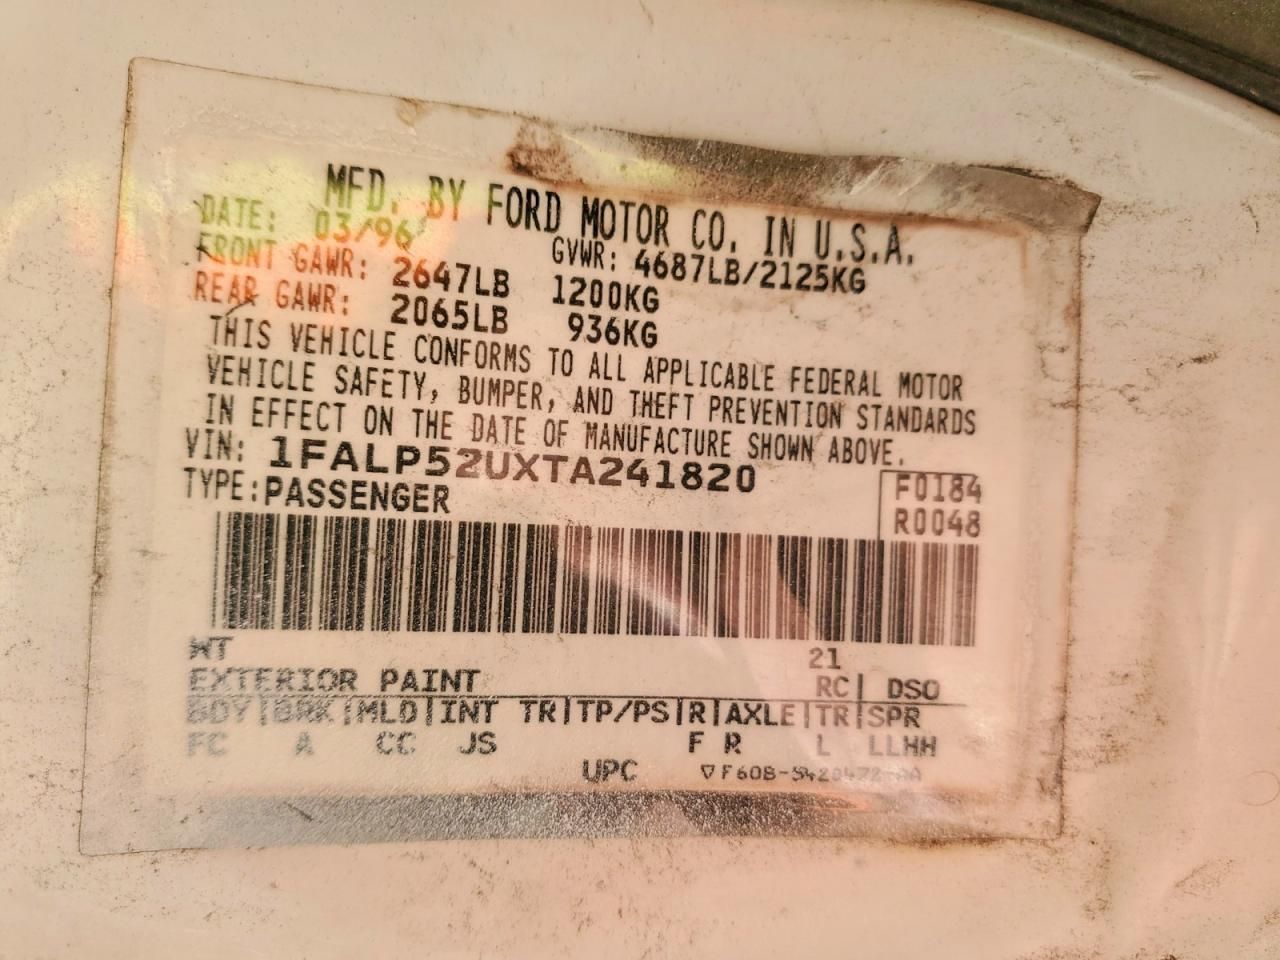 MFD. BY FORD MOTOR CO. IN U.S.A.
DATE: 03/96 GVWR: 4687LB/2125KG
FRONT GAWR: 2647LB 1200KG
REAR GAWR: 2065LB 936KG
THIS VEHICLE CONFORMS TO ALL APPLICABLE FEDERAL MOTOR
VEHICLE SAFETY, BUMPER, AND THEFT PREVENTION STANDARDS
IN EFFECT ON THE DATE OF MANUFACTURE SHOWN ABOVE.
VIN: 1FALP52UXTA241820
TYPE: PASSENGER
F0184
R0048
WT 21
EXTERIOR PAINT RC| DSO
BDY|BRK|MLD|INT TR|TP/PS|R|AXLE|TR|SPR
FC A CC JS F R L LLHH
UPC